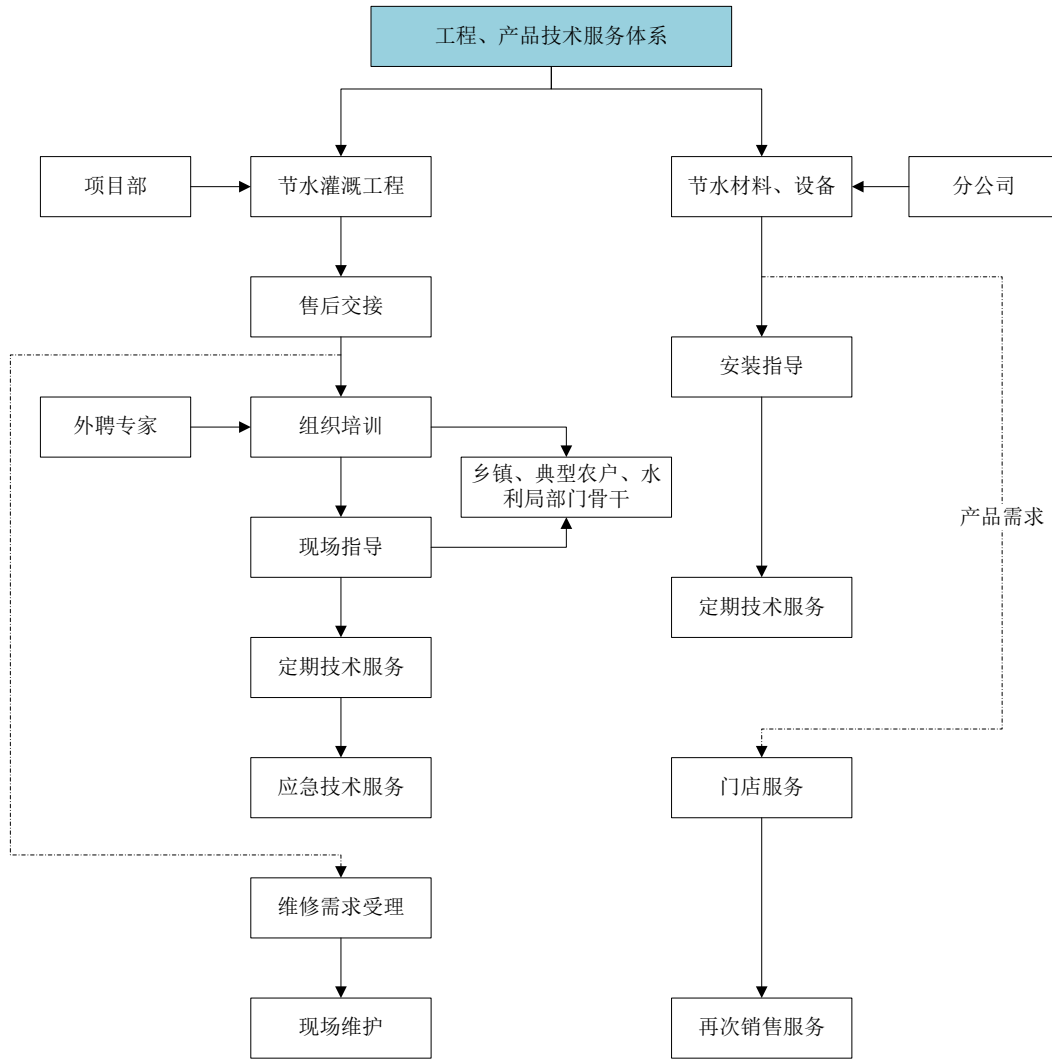 工程、产品技术服务体系
项目部
节水灌溉工程
节水材料、设备
分公司
售后交接
安装指导
外聘专家
组织培训
乡镇、典型农户、水
利局部门骨干
产品需求
现场指导
定期技术服务
定期技术服务
应急技术服务
门店服务
维修需求受理
现场维护
再次销售服务